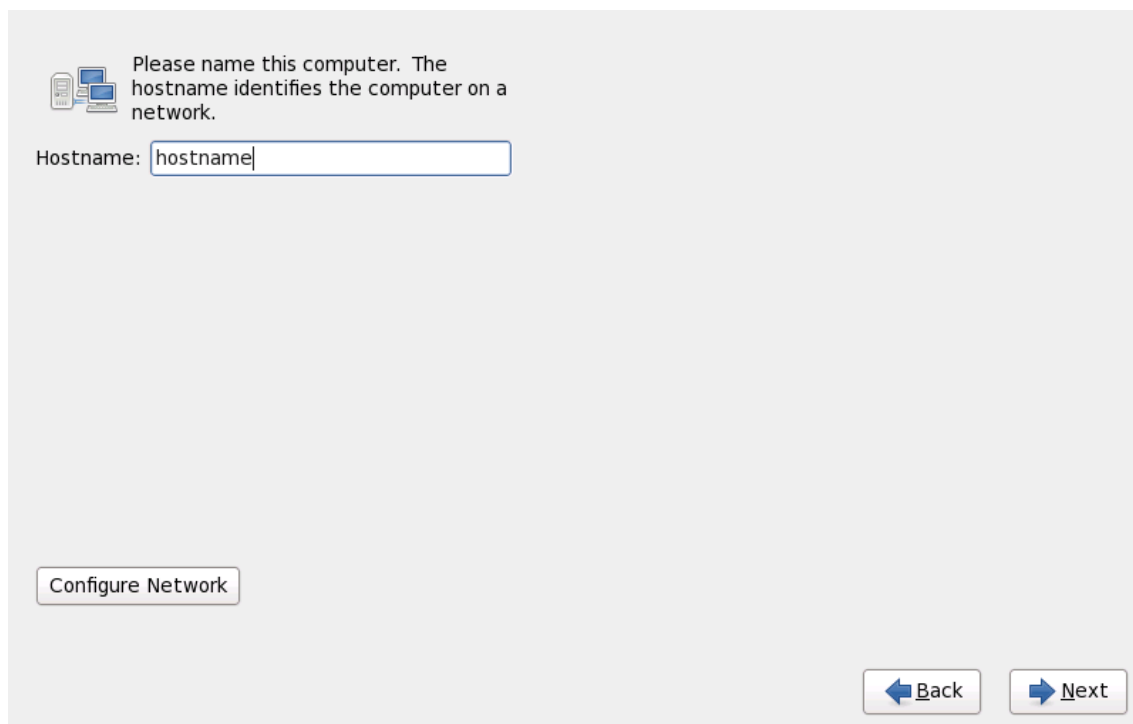 Please name this computer.  The
hostname identifies the computer on a
network.
Hostname: hostname
Configure Network
Back
Next